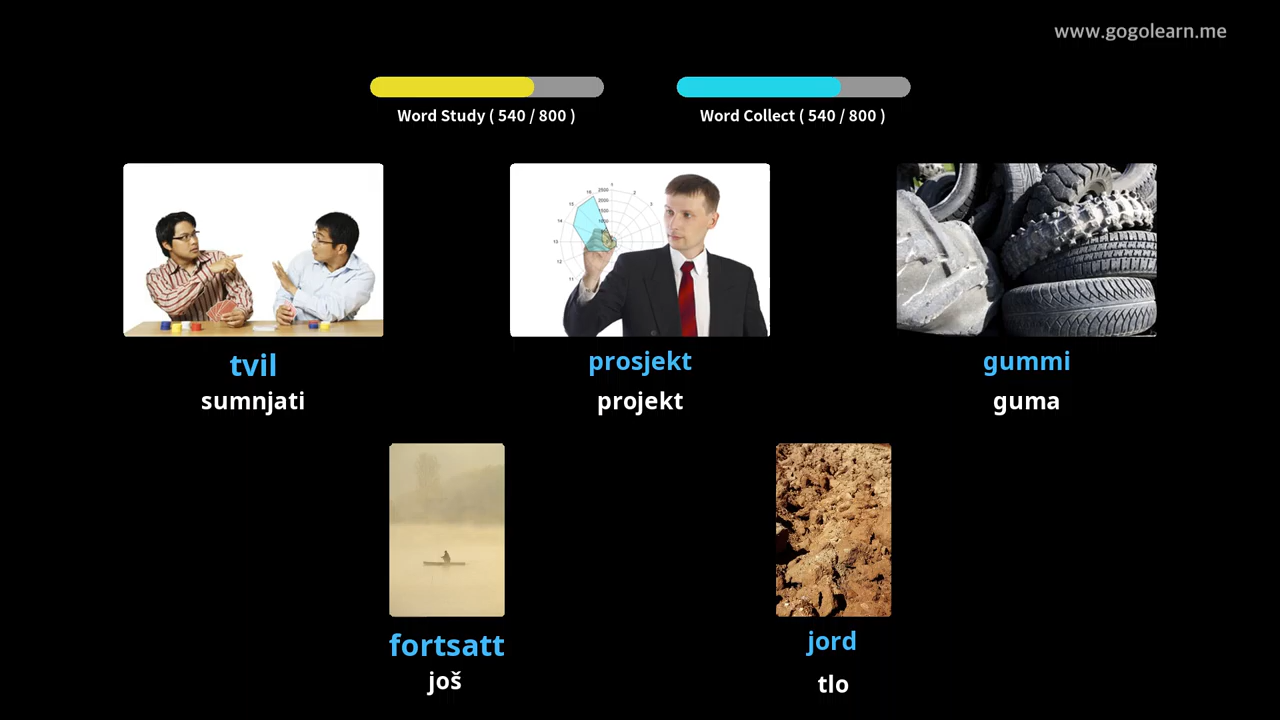 www.gogolearn.me
Word Study ( 540 / 800 )
Word Collect ( 540 / 800 )
tvil
sumnjati
prosjekt
projekt
gummi
guma
fortsatt
još
jord
tlo